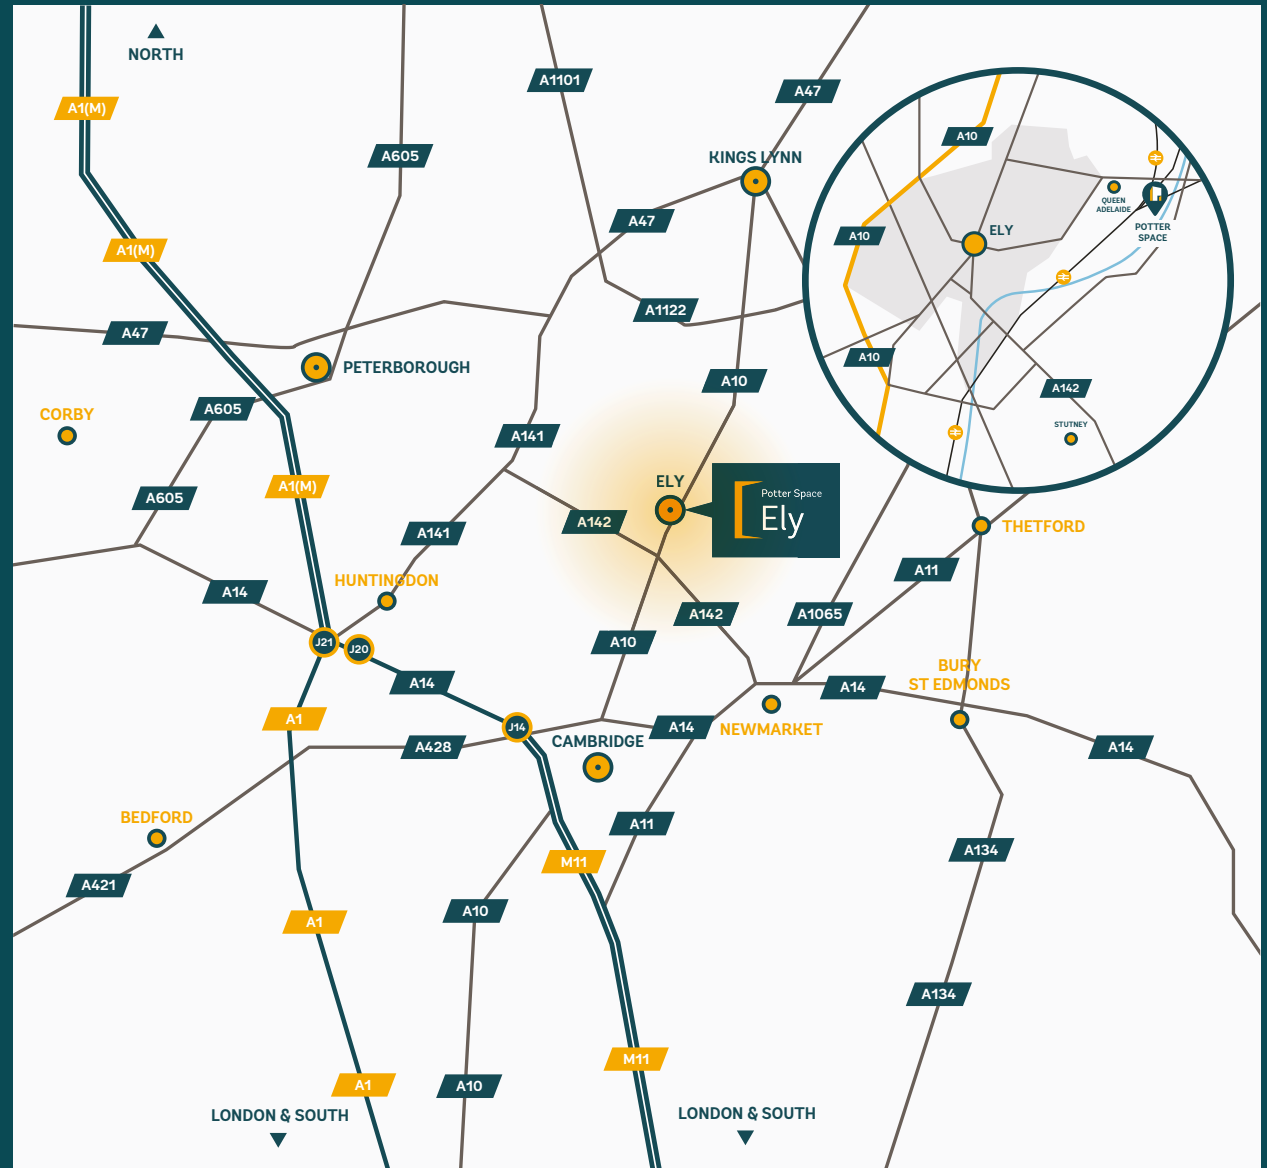 NORTH
A1(M)
A1101
A47
A605
KINGS LYNN
A10
QUEEN
ADELAIDE
POTTER
SPACE
ELY
A10
A47
A1(M)
A1122
A47
PETERBOROUGH
A10
A10
A142
STUTNEY
CORBY
A605
A141
A1(M)
A605
ELY
Potter Space
Ely
A142
THETFORD
A141
HUNTINGDON
A11
A14
A142
A1065
J21
J20
A10
A14
BURY
ST EDMONDS
A14
A1
J14
A14
NEWMARKET
A428
CAMBRIDGE
A14
BEDFORD
A11
A134
M11
A421
A10
A1
A134
M11
A1
A10
LONDON & SOUTH
LONDON & SOUTH